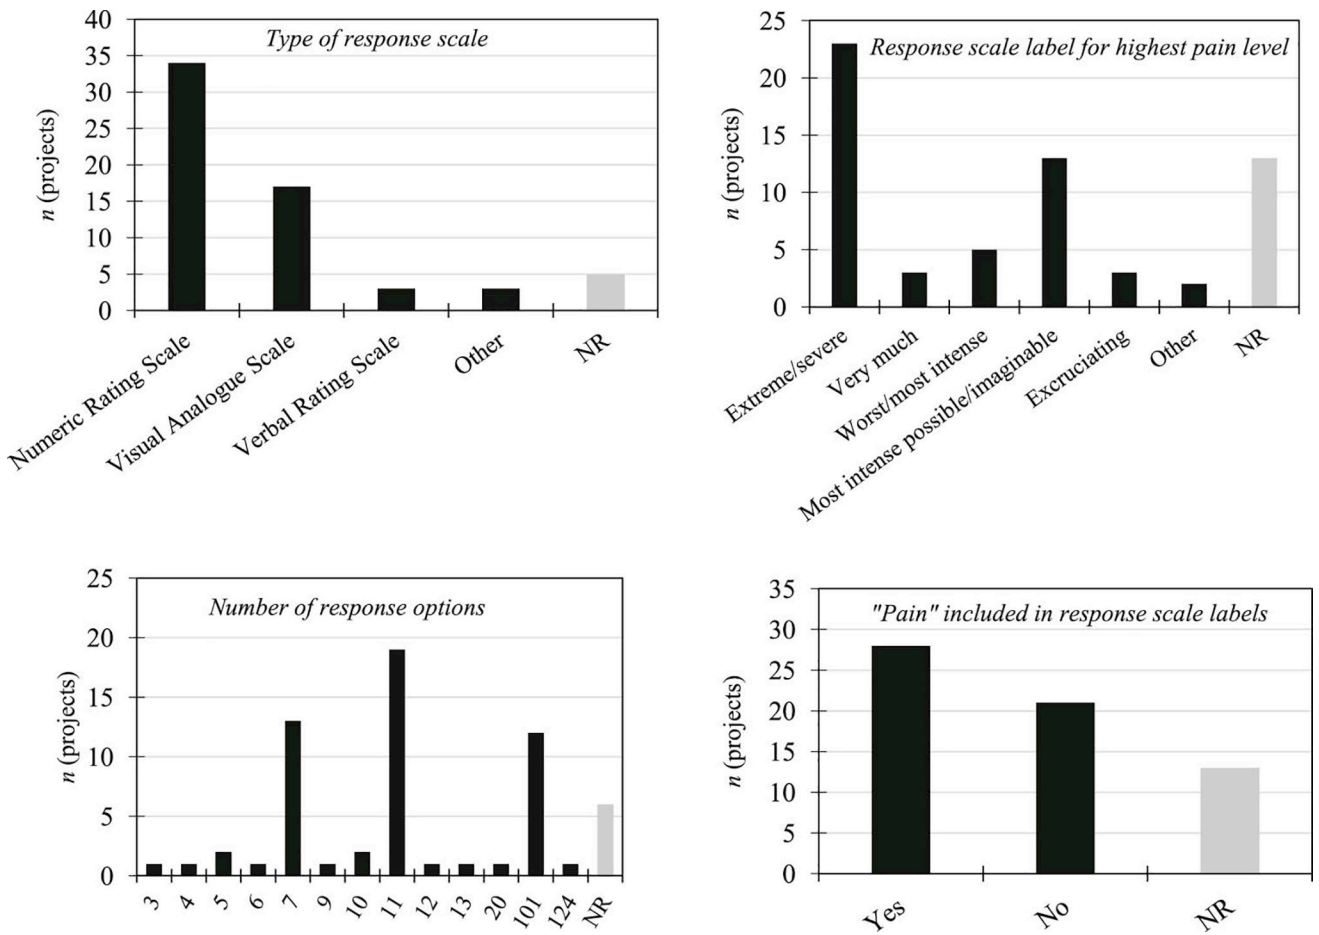 Type of response scale
n (projects)
40
35
30
25
20
15
10
5
0
Numeric Rating Scale
Visual Analogue Scale
Verbal Rating Scale
Other
NR
Response scale label for highest pain level
n (projects)
25
20
15
10
5
0
Extreme/severe
Very much
Worst/most intense
Most intense possible/imaginable
Excruciating
Other
NR
Number of response options
n (projects)
25
20
15
10
5
0
3
4
5
6
7
9
10
11
12
13
20
101
124
NR
"Pain" included in response scale labels
n (projects)
35
30
25
20
15
10
5
0
Yes
No
NR